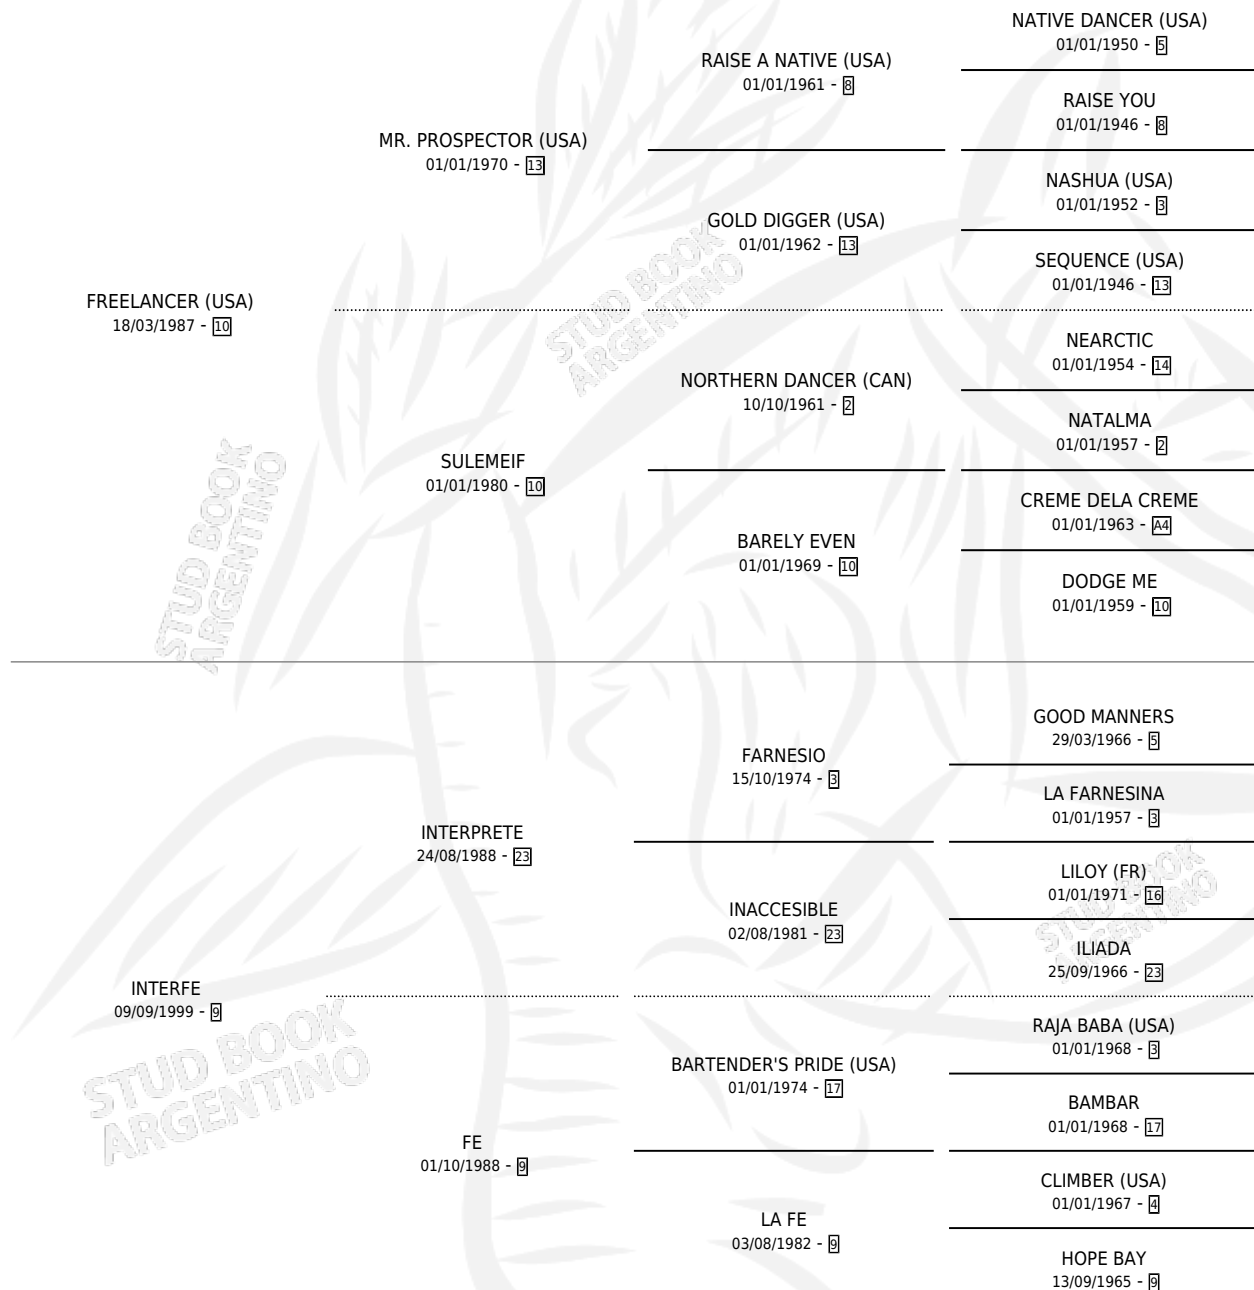 NATIVE DANCER (USA)
01/01/1950 - 5
RAISE A NATIVE (USA)
01/01/1961 - 8
RAISE YOU
01/01/1946 - 8
MR. PROSPECTOR (USA)
01/01/1970 - 13
NASHUA (USA)
01/01/1952 - 3
GOLD DIGGER (USA)
01/01/1962 - 13
SEQUENCE (USA)
01/01/1946 - 13
FREELANCER (USA)
18/03/1987 - 10
NEARCTIC
01/01/1954 - 14
NORTHERN DANCER (CAN)
10/10/1961 - 2
NATALMA
01/01/1957 - 2
SULEMEIF
01/01/1980 - 10
CREME DELA CREME
01/01/1963 - A4
BARELY EVEN
01/01/1969 - 10
DODGE ME
01/01/1959 - 10
GOOD MANNERS
29/03/1966 - 5
FARNESIO
15/10/1974 - 3
LA FARNESINA
01/01/1957 - 3
INTERPRETE
24/08/1988 - 23
LILOY (FR)
01/01/1971 - 16
INACCESIBLE
02/08/1981 - 23
ILIADA
25/09/1966 - 23
INTERFE
09/09/1999 - 9
RAJA BABA (USA)
01/01/1968 - 3
BARTENDER'S PRIDE (USA)
01/01/1974 - 17
BAMBAR
01/01/1968 - 17
FE
01/10/1988 - 9
CLIMBER (USA)
01/01/1967 - 4
LA FE
03/08/1982 - 9
HOPE BAY
13/09/1965 - 9
STUD BOOK
ARGENTINO
STUD BOOK
ARGENTINO
STUD BOOK
ARGENTINO
STUD BOOK
ARGENTINO